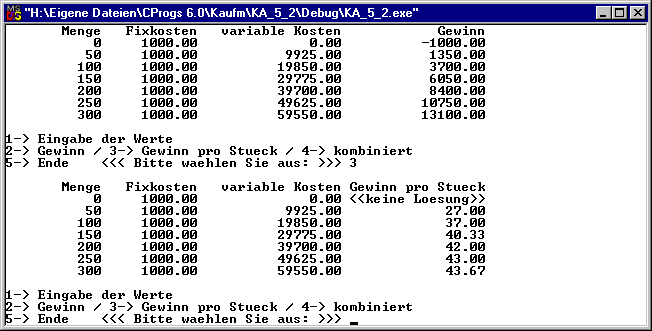 "H:\Eigene Dateien\CProgs 6.0\Kaufm\KA_5_2\Debug\KA_5_2.exe"
Menge Fixkosten variable Kosten Gewinn
0 1000.00 0.00 -1000.00
50 1000.00 9925.00 1350.00
100 1000.00 19850.00 3700.00
150 1000.00 29775.00 6050.00
200 1000.00 39700.00 8400.00
250 1000.00 49625.00 10750.00
300 1000.00 59550.00 13100.00
1-> Eingabe der Werte
2-> Gewinn / 3-> Gewinn pro Stueck / 4-> kombiniert
5-> Ende <<< Bitte waehlen Sie aus: >>> 3
Menge Fixkosten variable Kosten Gewinn pro Stueck
0 1000.00 0.00 <<keine Loesung>>
50 1000.00 9925.00 27.00
100 1000.00 19850.00 37.00
150 1000.00 29775.00 40.33
200 1000.00 39700.00 42.00
250 1000.00 49625.00 43.00
300 1000.00 59550.00 43.67
1-> Eingabe der Werte
2-> Gewinn / 3-> Gewinn pro Stueck / 4-> kombiniert
5-> Ende <<< Bitte waehlen Sie aus: >>> _